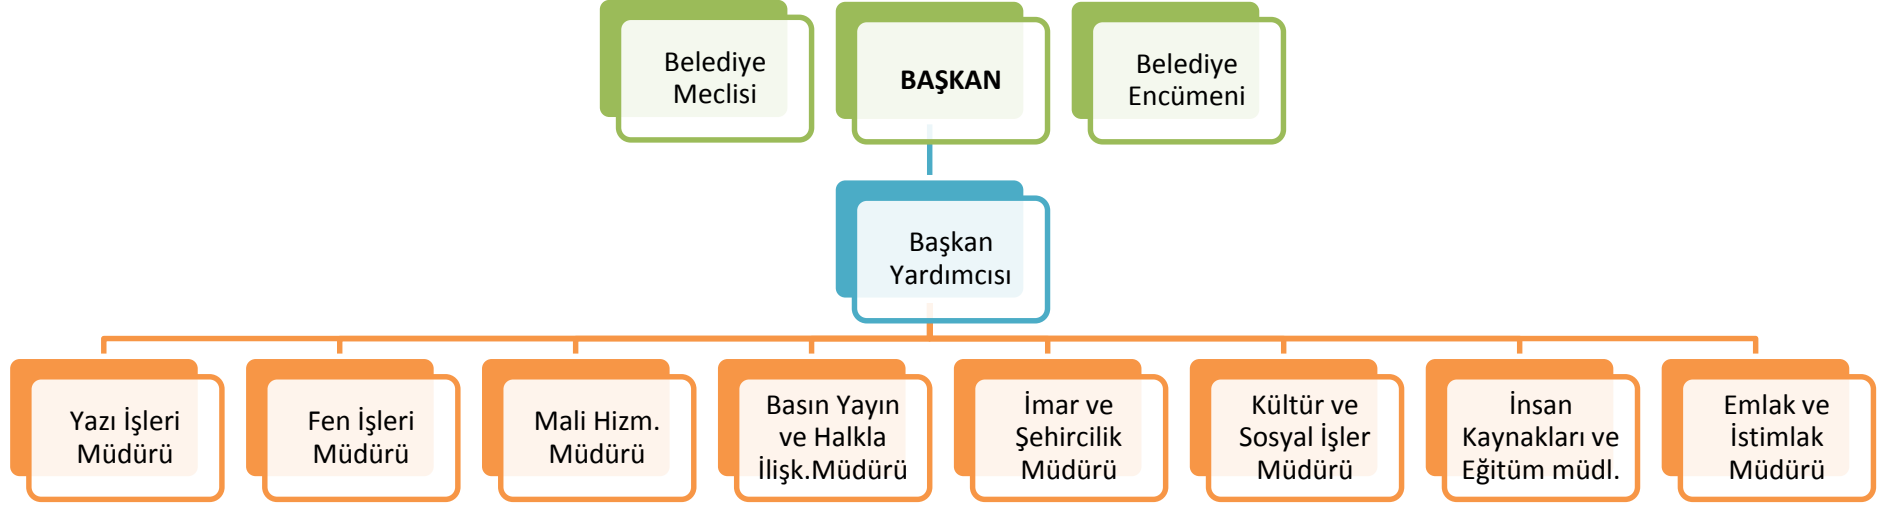 Belediye
Meclisi
BAŞKAN
Belediye
Encümeni
Başkan
Yardımcısı
Yazı İşleri
Müdürü
Fen İşleri
Müdürü
Mali Hizm.
Müdürü
Basın Yayın
ve Halkla
İlişk.Müdürü
İmar ve
Şehircilik
Müdürü
Kültür ve
Sosyal İşler
Müdürü
İnsan
Kaynakları ve
Eğitüm müdl.
Emlak ve
İstimlak
Müdürü